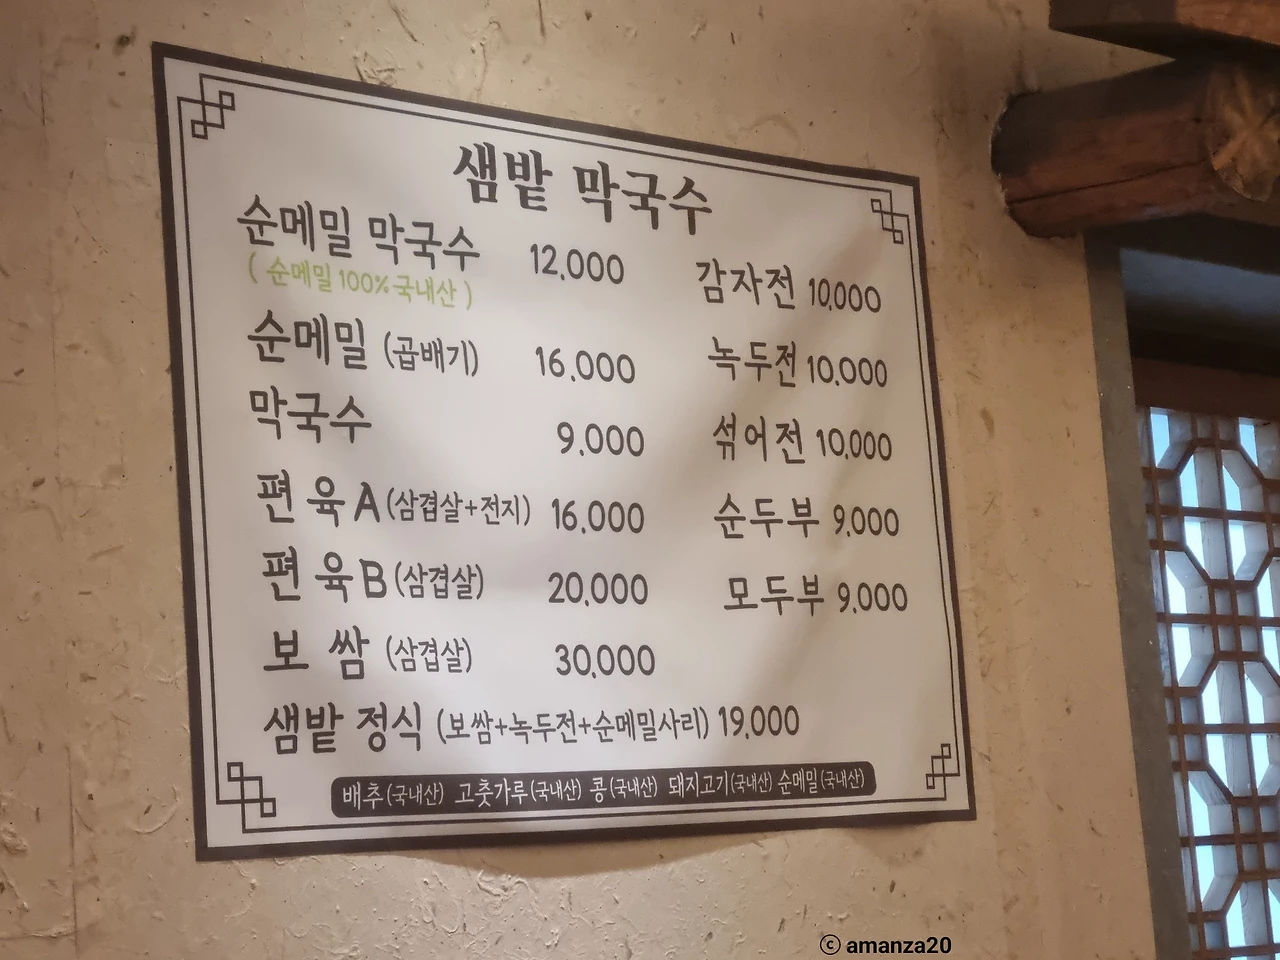 샘밭 막국수
순메밀 막국수 12,000
( 순메밀 100% 국내산 )
순메밀 (곱배기) 16,000
막국수 9,000
편육A (삼겹살+전지) 16,000
편육B (삼겹살) 20,000
보쌈 (삼겹살) 30,000
샘밭 정식 (보쌈+녹두전+순메밀사리) 19,000
감자전 10,000
녹두전 10,000
섞어전 10,000
순두부 9,000
모두부 9,000
배추(국내산) 고춧가루(국내산) 콩(국내산) 돼지고기(국내산) 순메밀(국내산)
ⓒ amanza20